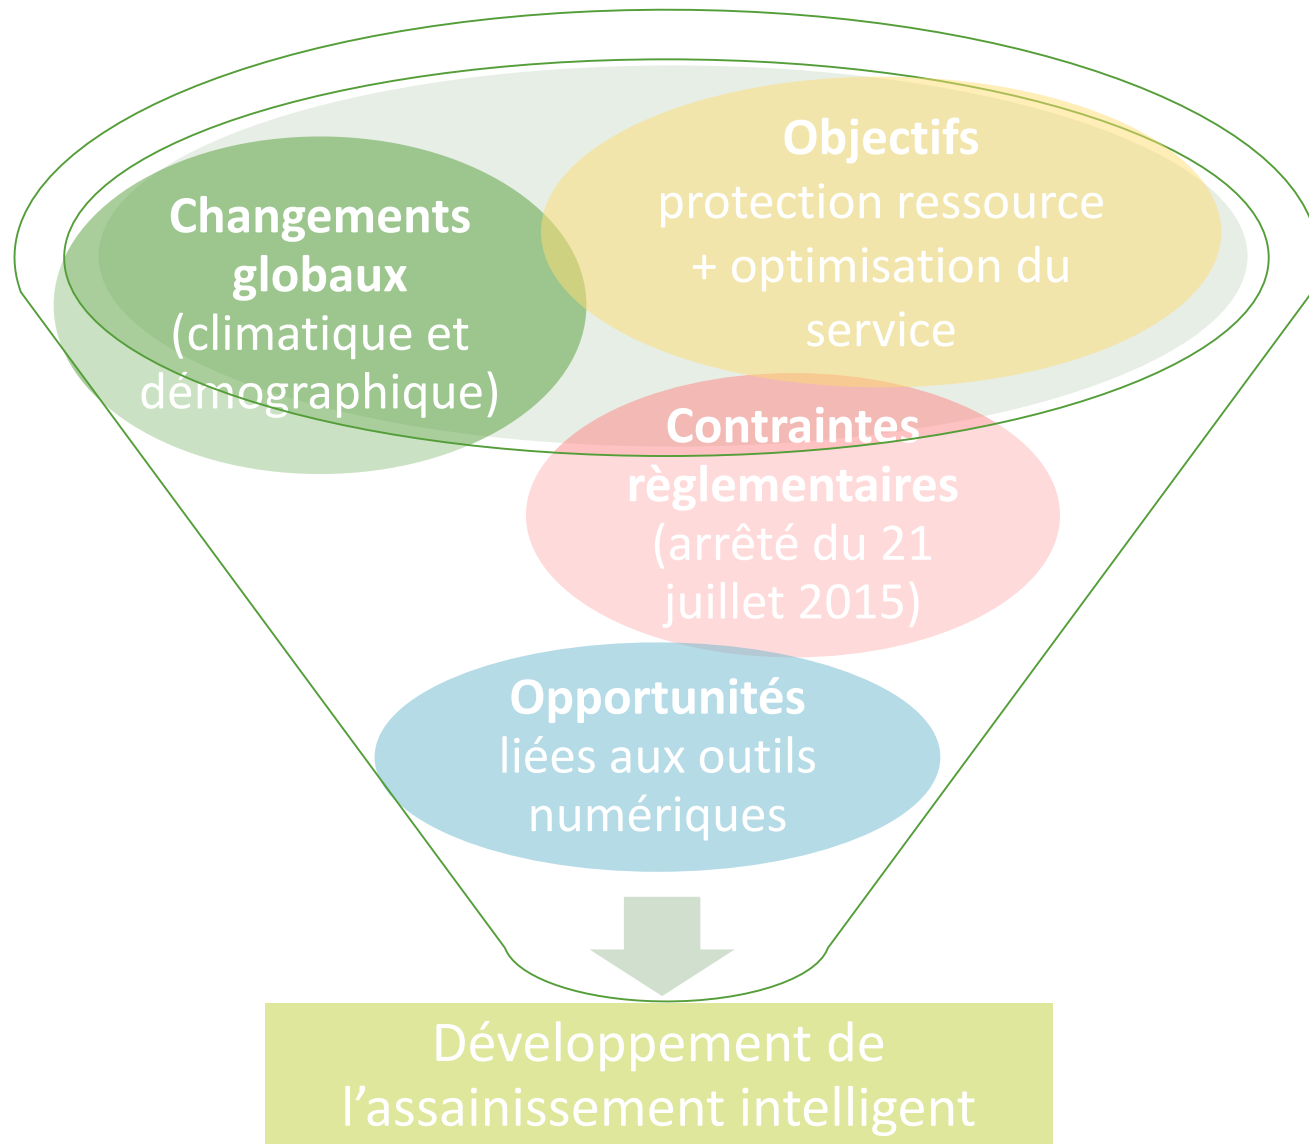 Changements
globaux
(climatique et
démographique)
Objectifs
protection ressource
+ optimisation du
service
Contraintes
règlementaires
(arrêté du 21
juillet 2015)
Opportunités
liées aux outils
numériques
Développement de
l’assainissement intelligent